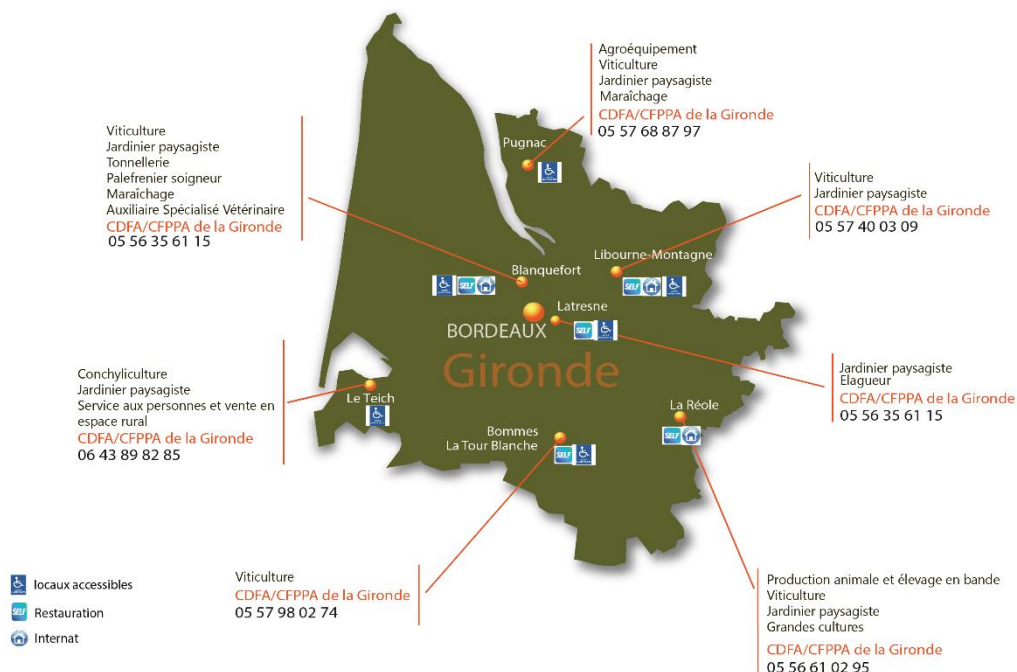 Agroéquipement
Viticulture
Jardinier paysagiste
Maraîchage
CDFA/CFPPA de la Gironde
05 57 68 87 97
Pugnac
Viticulture
Jardinier paysagiste
Tonnellerie
Palefrenier soigneur
Maraîchage
Auxiliaire Spécialisé Vétérinaire
CDFA/CFPPA de la Gironde
05 56 35 61 15
Viticulture
Jardinier paysagiste
CDFA/CFPPA de la Gironde
05 57 40 03 09
Libourne-Montagne
SELF
Blanquefort
SELF
Latresne
SELF
BORDEAUX
Gironde
Conchyliculture
Jardinier paysagiste
Service aux personnes et vente en
espace rural
CDFA/CFPPA de la Gironde
06 43 89 82 85
Le Teich
Jardinier paysagiste
Elagueur
CDFA/CFPPA de la Gironde
05 56 35 61 15
La Réole
SELF
Bommes
La Tour Blanche
SELF
Viticulture
CDFA/CFPPA de la Gironde
05 57 98 02 74
Production animale et élevage en bande
Viticulture
Jardinier paysagiste
Grandes cultures
CDFA/CFPPA de la Gironde
05 56 61 02 95
locaux accessibles
SELF Restauration
Internat